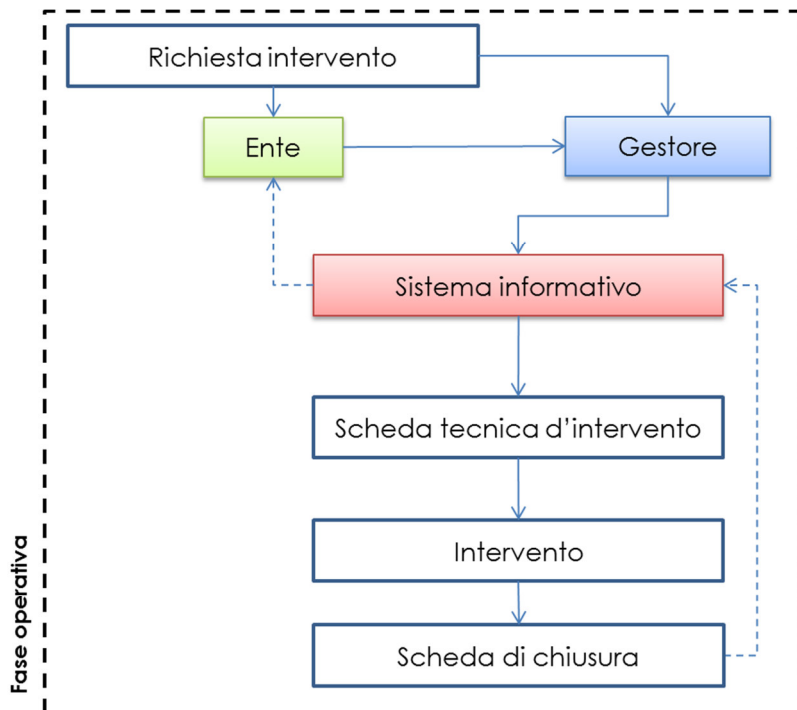 Richiesta intervento
Ente
Gestore
Sistema informativo
Scheda tecnica d’intervento
Intervento
Scheda di chiusura
Fase operativa